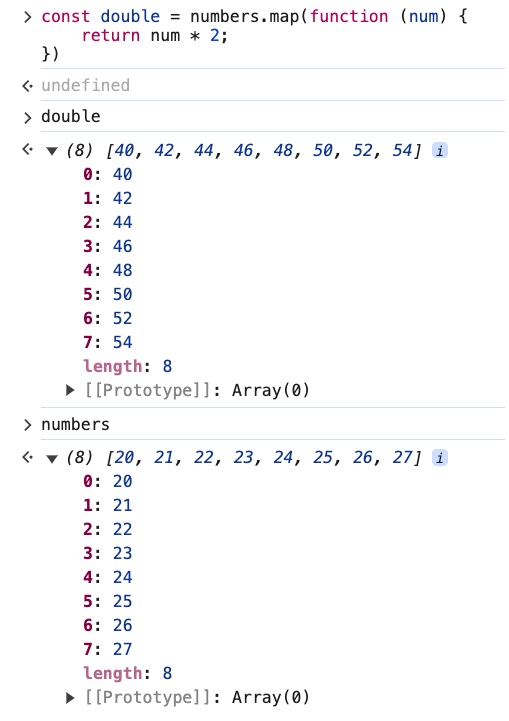 > const double = numbers.map(function (num) {
return num * 2;
})
undefined
> double
▼ (8) [40, 42, 44, 46, 48, 50, 52, 54] i
0: 40
1: 42
2: 44
3: 46
4: 48
5: 50
6: 52
7: 54
length: 8
▶ [[Prototype]]: Array(0)
> numbers
▼ (8) [20, 21, 22, 23, 24, 25, 26, 27] i
0: 20
1: 21
2: 22
3: 23
4: 24
5: 25
6: 26
7: 27
length: 8
▶ [[Prototype]]: Array(0)